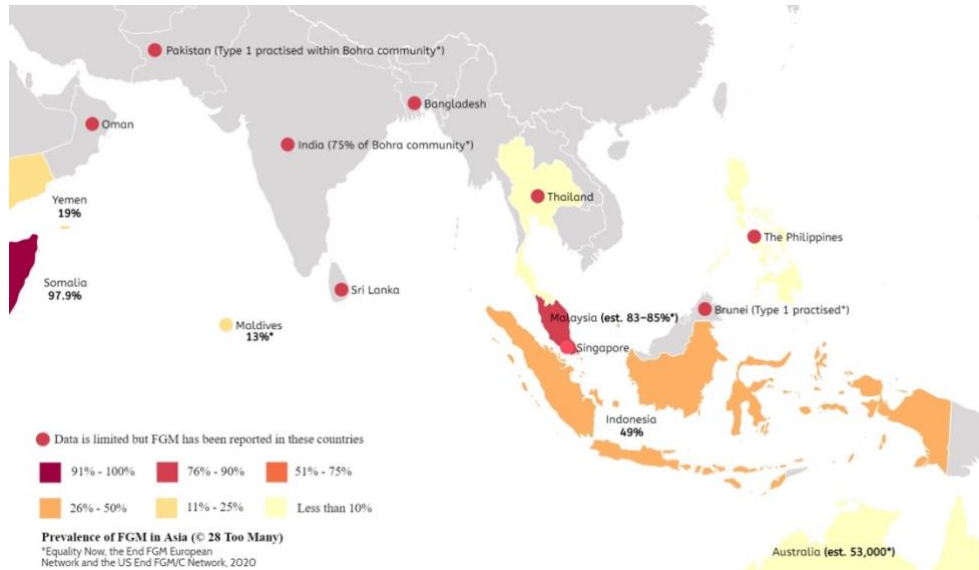 Pakistan (Type 1 practised within Bohra community*)
Bangladesh
Oman
India (75% of Bohra community*)
Yemen
19%
Thailand
The Philippines
Somalia
97.9%
Sri Lanka
Maldives
13%*
Malaysia (est. 83–85%*)
Brunei (Type 1 practised*)
Singapore
Indonesia
49%
Data is limited but FGM has been reported in these countries
91% - 100%
76% - 90%
51% - 75%
26% - 50%
11% - 25%
Less than 10%
Prevalence of FGM in Asia (© 28 Too Many)
*Equality Now, the End FGM European
Network and the US End FGM/C Network, 2020
Australia (est. 53,000*)